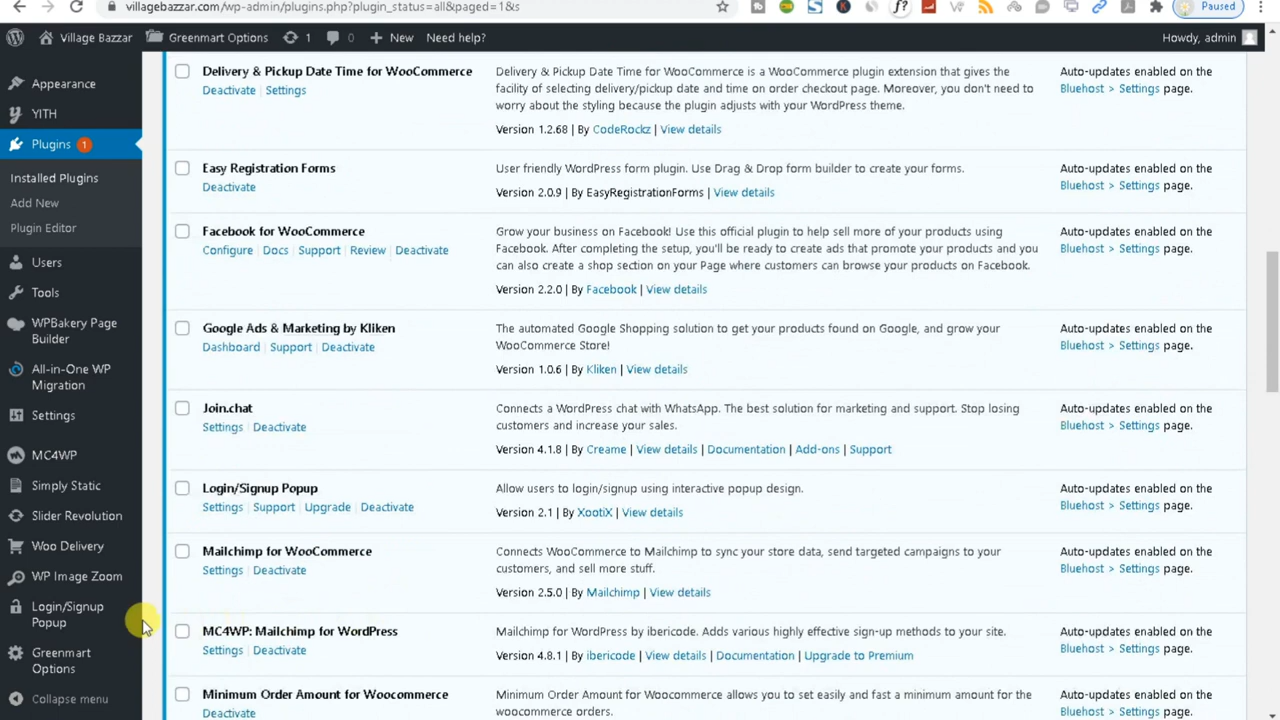 villagebazzar.com/wp-admin/plugins.php?plugin_status=all&paged=1&s
Paused
Village Bazzar
Greenmart Options
1
0
New
Need help?
Howdy, admin
Appearance
YITH
Plugins 1
Installed Plugins
Add New
Plugin Editor
Users
Tools
WPBakery Page
Builder
All-in-One WP
Migration
Settings
MC4WP
Simply Static
Slider Revolution
Woo Delivery
WP Image Zoom
Login/Signup
Popup
Greenmart
Options
Collapse menu
Delivery & Pickup Date Time for WooCommerce
Deactivate | Settings
Delivery & Pickup Date Time for WooCommerce is a WooCommerce plugin extension that gives the
facility of selecting delivery/pickup date and time on order checkout page. Moreover, you don't need to
worry about the styling because the plugin adjusts with your WordPress theme.
Version 1.2.68 | By CodeRockz | View details
Auto-updates enabled on the
Bluehost > Settings page.
Easy Registration Forms
Deactivate
User friendly WordPress form plugin. Use Drag & Drop form builder to create your forms.
Version 2.0.9 | By EasyRegistrationForms | View details
Auto-updates enabled on the
Bluehost > Settings page.
Facebook for WooCommerce
Configure | Docs | Support | Review | Deactivate
Grow your business on Facebook! Use this official plugin to help sell more of your products using
Facebook. After completing the setup, you'll be ready to create ads that promote your products and you
can also create a shop section on your Page where customers can browse your products on Facebook.
Version 2.2.0 | By Facebook | View details
Auto-updates enabled on the
Bluehost > Settings page.
Google Ads & Marketing by Kliken
Dashboard | Support | Deactivate
The automated Google Shopping solution to get your products found on Google, and grow your
WooCommerce Store!
Version 1.0.6 | By Kliken | View details
Auto-updates enabled on the
Bluehost > Settings page.
Join.chat
Settings | Deactivate
Connects a WordPress chat with WhatsApp. The best solution for marketing and support. Stop losing
customers and increase your sales.
Version 4.1.8 | By Creame | View details | Documentation | Add-ons | Support
Auto-updates enabled on the
Bluehost > Settings page.
Login/Signup Popup
Settings | Support | Upgrade | Deactivate
Allow users to login/signup using interactive popup design.
Version 2.1 | By XootiX | View details
Auto-updates enabled on the
Bluehost > Settings page.
Mailchimp for WooCommerce
Settings | Deactivate
Connects WooCommerce to Mailchimp to sync your store data, send targeted campaigns to your
customers, and sell more stuff.
Version 2.5.0 | By Mailchimp | View details
Auto-updates enabled on the
Bluehost > Settings page.
MC4WP: Mailchimp for WordPress
Settings | Deactivate
Mailchimp for WordPress by ibericode. Adds various highly effective sign-up methods to your site.
Version 4.8.1 | By ibericode | View details | Documentation | Upgrade to Premium
Auto-updates enabled on the
Bluehost > Settings page.
Minimum Order Amount for Woocommerce
Deactivate
Minimum Order Amount for Woocommerce allows you to set easily and fast a minimum amount for the
woocommerce orders.
Auto-updates enabled on the
Bluehost > Settings page.